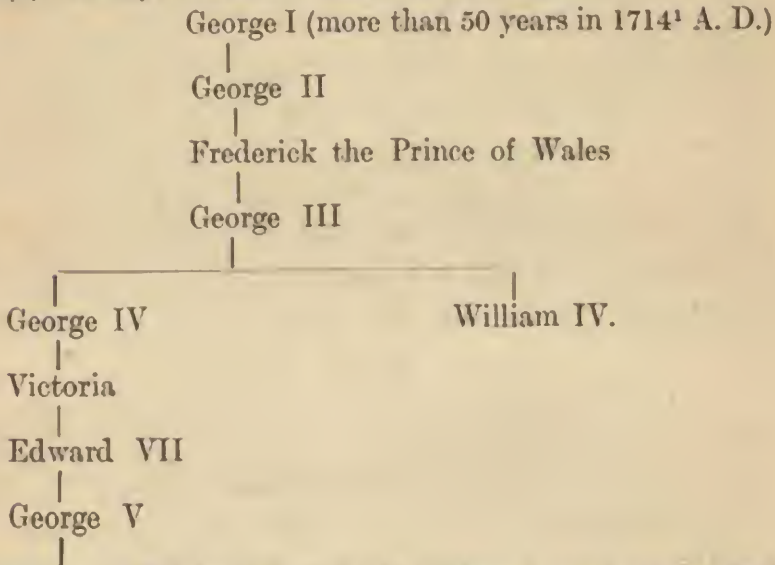 George I (more than 50 years in 1714¹ A. D.)
George II
Frederick the Prince of Wales
George III
George IV William IV.
Victoria
Edward VII
George V